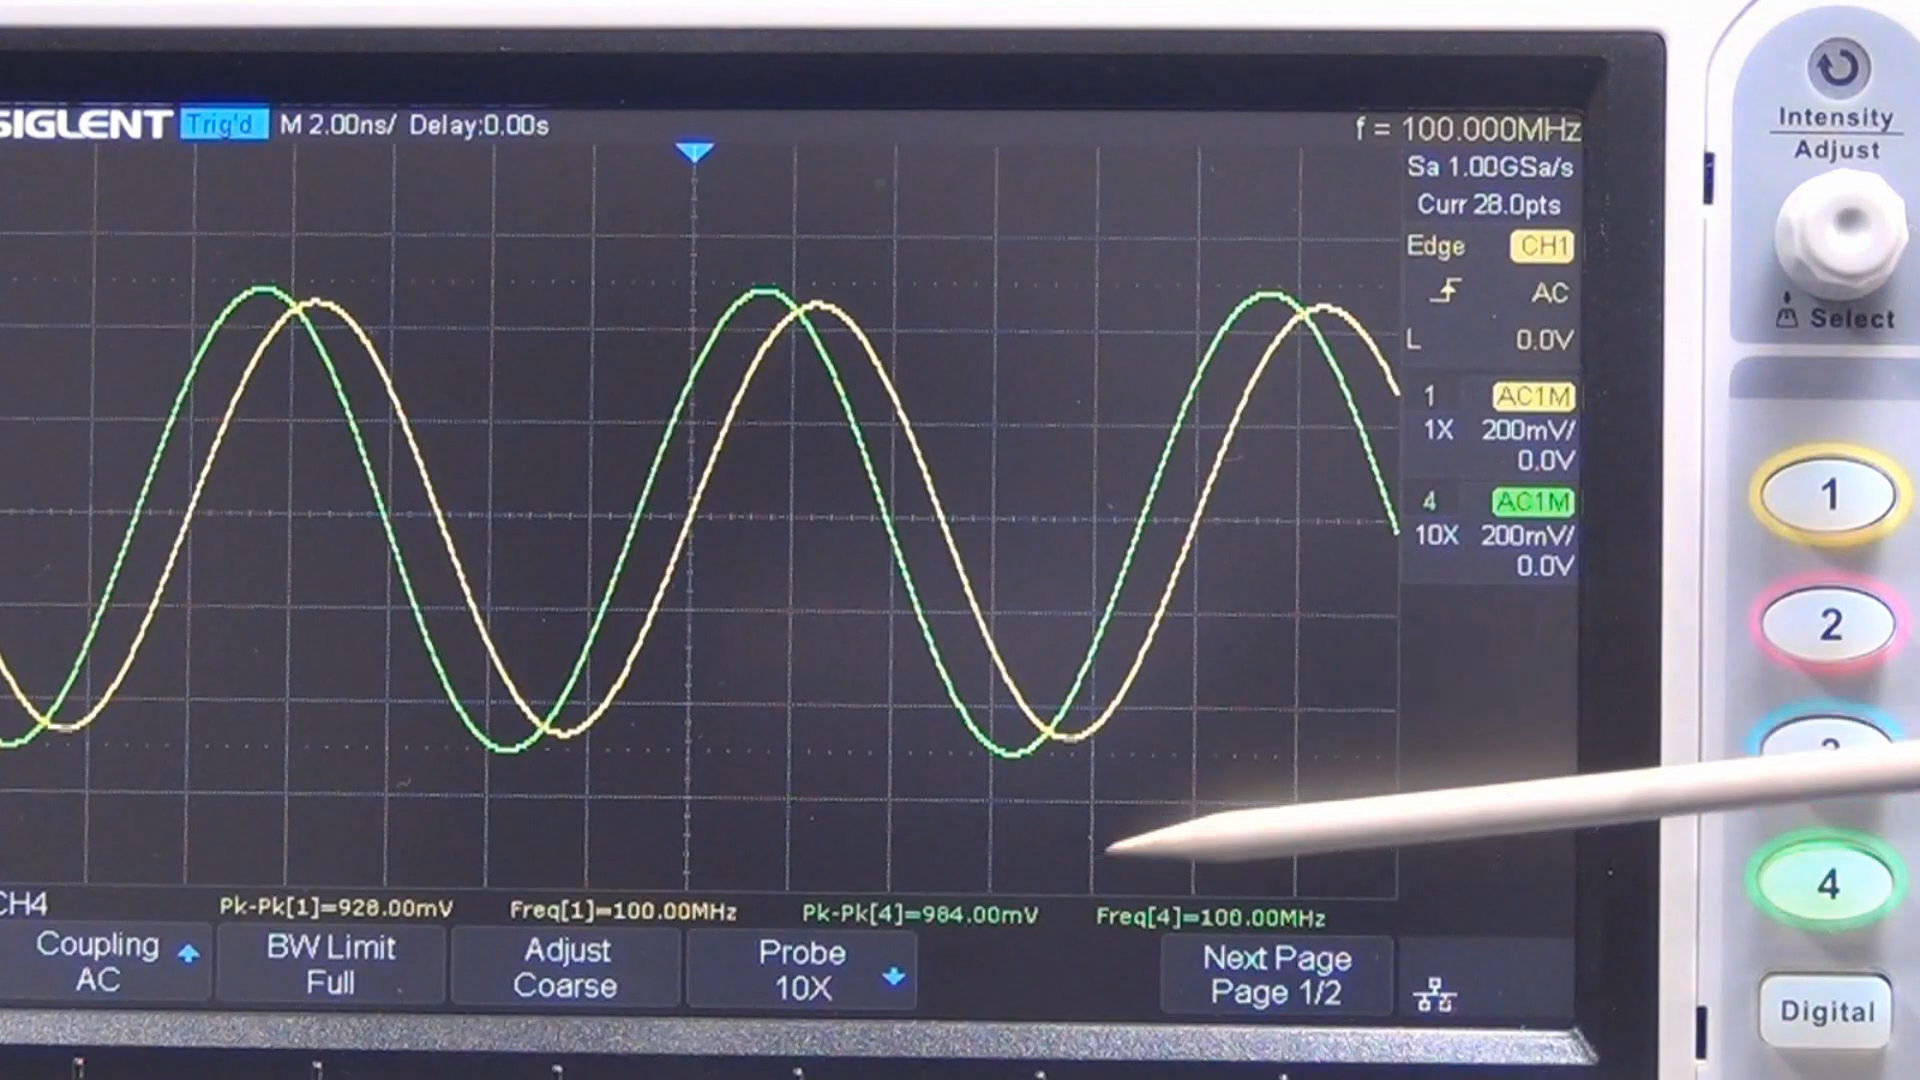 SIGLENT Trig'd M 2.00ns/ Delay:0.00s f = 100.000MHz
Sa 1.00GSa/s
Curr 28.0pts
Edge CH1
AC
L 0.0V
1 AC1M
1X 200mV/
0.0V
4 AC1M
10X 200mV/
0.0V
CH4 Pk-Pk[1]=928.00mV Freq[1]=100.00MHz Pk-Pk[4]=984.00mV Freq[4]=100.00MHz
Coupling
AC
BW Limit
Full
Adjust
Coarse
Probe
10X
Next Page
Page 1/2
Intensity
Adjust
Select
1
2
4
Digital